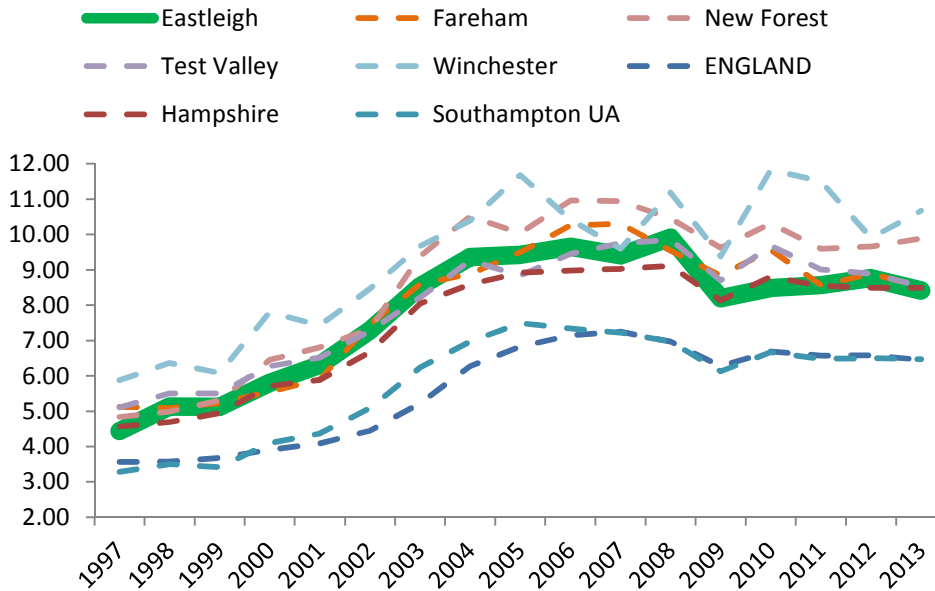 Eastleigh Fareham New Forest
Test Valley Winchester ENGLAND
Hampshire Southampton UA
12.00
11.00
10.00
9.00
8.00
7.00
6.00
5.00
4.00
3.00
2.00
1997 1998 1999 2000 2001 2002 2003 2004 2005 2006 2007 2008 2009 2010 2011 2012 2013